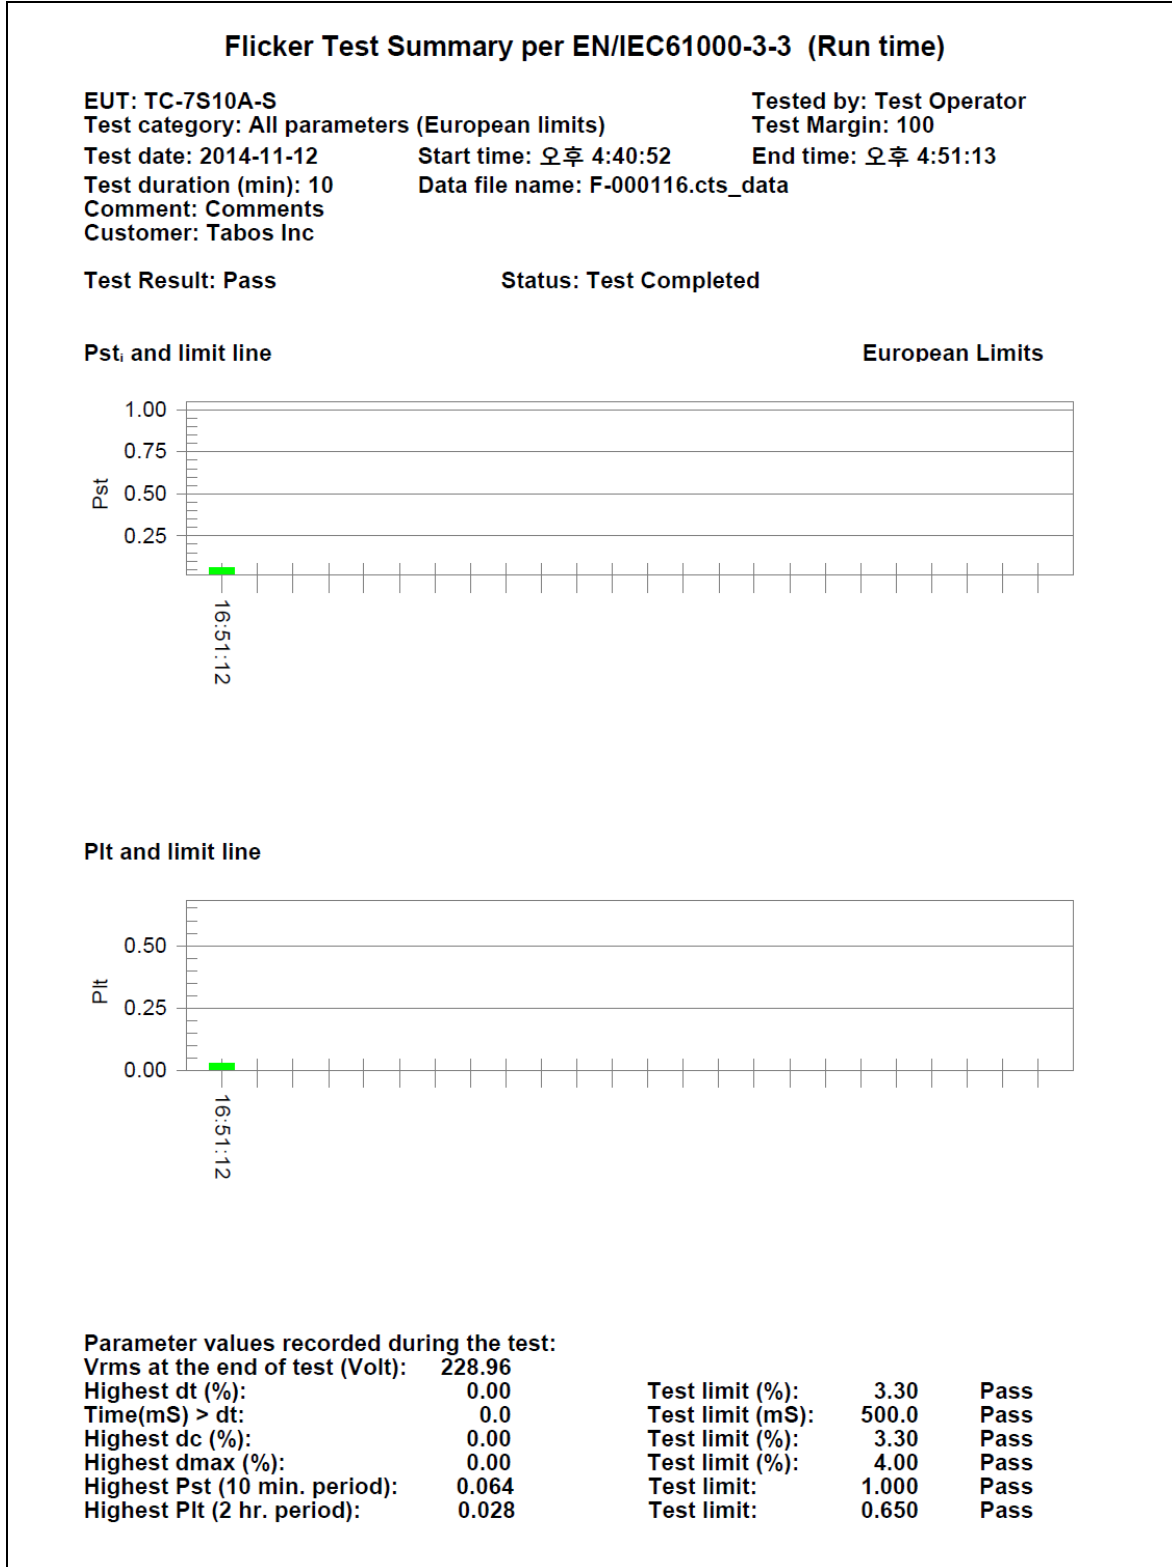 Flicker Test Summary per EN/IEC61000-3-3 (Run time)
EUT: TC-7S10A-S Tested by: Test Operator
Test category: All parameters (European limits) Test Margin: 100
Test date: 2014-11-12 Start time: 오후 4:40:52 End time: 오후 4:51:13
Test duration (min): 10 Data file name: F-000116.cts_data
Comment: Comments
Customer: Tabos Inc
Test Result: Pass Status: Test Completed
Pstᵢ and limit line European Limits
1.00
0.75
0.50
0.25
Pst
16:51:12
Plt and limit line
0.50
0.25
0.00
Plt
16:51:12
Parameter values recorded during the test:
Vrms at the end of test (Volt): 228.96
Highest dt (%): 0.00 Test limit (%): 3.30 Pass
Time(mS) > dt: 0.0 Test limit (mS): 500.0 Pass
Highest dc (%): 0.00 Test limit (%): 3.30 Pass
Highest dmax (%): 0.00 Test limit (%): 4.00 Pass
Highest Pst (10 min. period): 0.064 Test limit: 1.000 Pass
Highest Plt (2 hr. period): 0.028 Test limit: 0.650 Pass